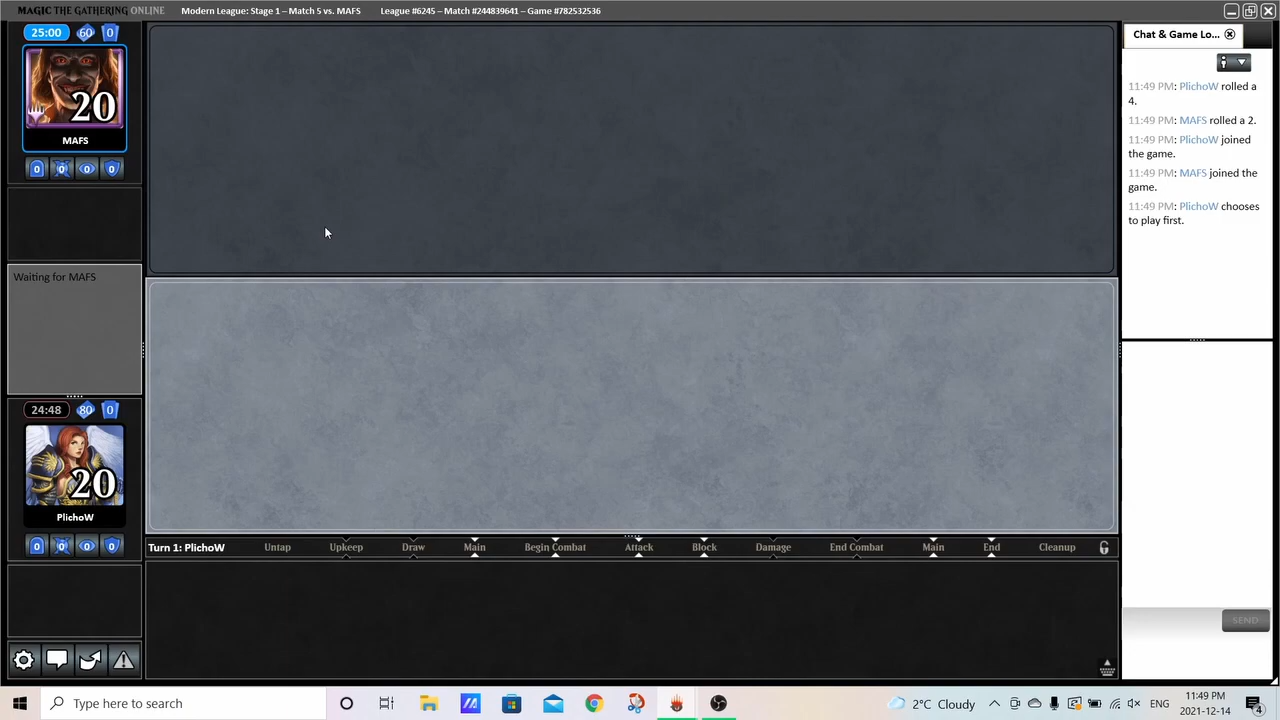 MAGIC THE GATHERING ONLINE Modern League: Stage 1 – Match 5 vs. MAFS League #6245 – Match #244839641 – Game #782532536
25:00 60 0
20
MAFS
0 0 0 0
Waiting for MAFS
24:48 80 0
20
PlichoW
0 0 0 0
Turn 1: PlichoW Untap Upkeep Draw Main Begin Combat Attack Block Damage End Combat Main End Cleanup
Chat & Game Lo...
11:49 PM: PlichoW rolled a
4.
11:49 PM: MAFS rolled a 2.
11:49 PM: PlichoW joined
the game.
11:49 PM: MAFS joined the
game.
11:49 PM: PlichoW chooses
to play first.
SEND
Type here to search
2°C Cloudy
ENG
11:49 PM
2021-12-14
4